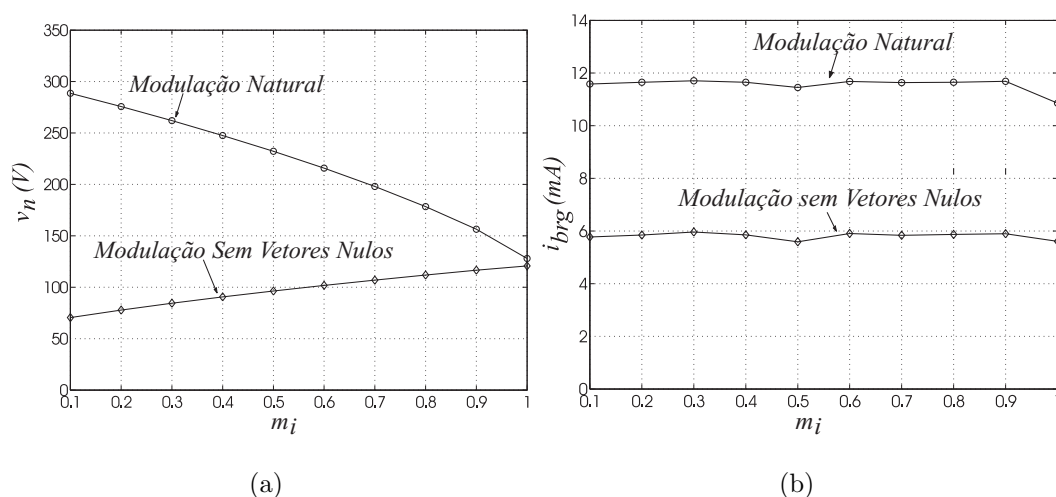 350
300
250
200
150
100
50
0
v_n (V)
Modulação Natural
Modulação Sem Vetores Nulos
0.1 0.2 0.3 0.4 0.5 0.6 0.7 0.8 0.9 1
m_i
(a)
14
12
10
8
6
4
2
0
i_brg (mA)
Modulação Natural
Modulação sem Vetores Nulos
0.1 0.2 0.3 0.4 0.5 0.6 0.7 0.8 0.9 1
m_i
(b)